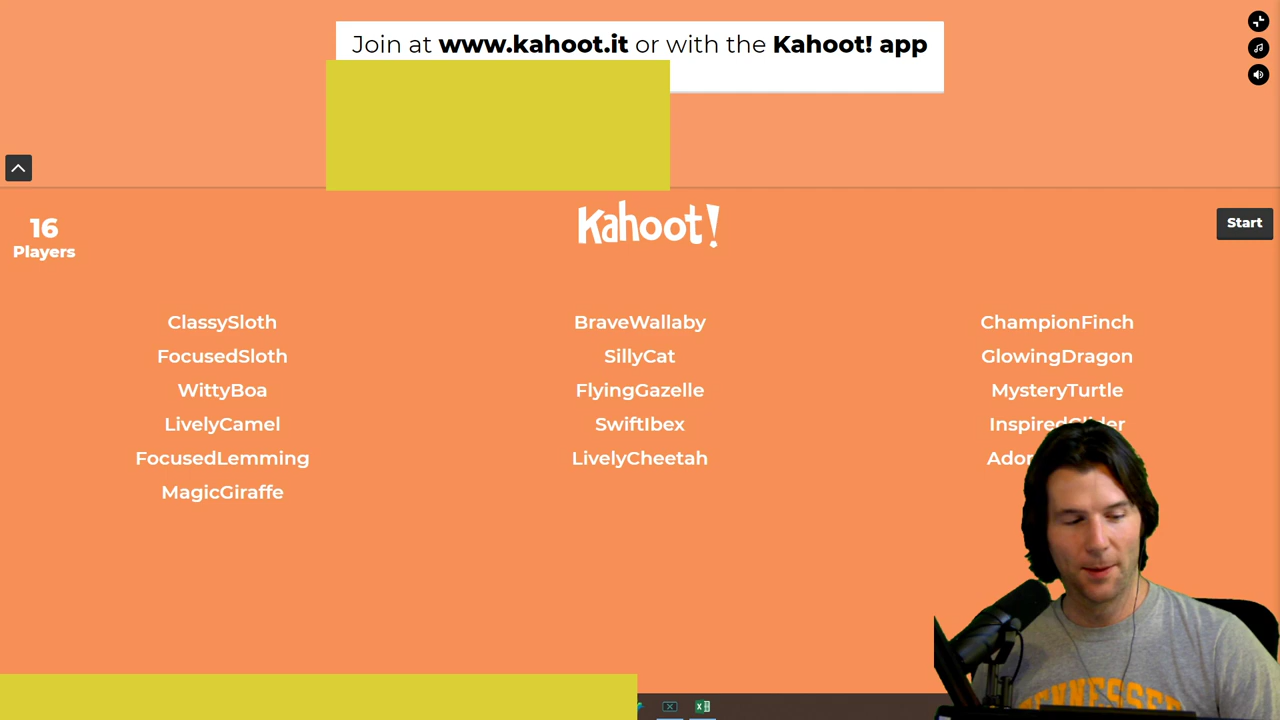 Join at www.kahoot.it or with the Kahoot! app
16
Players
Kahoot!
Start
ClassySloth
BraveWallaby
ChampionFinch
FocusedSloth
SillyCat
GlowingDragon
WittyBoa
FlyingGazelle
MysteryTurtle
LivelyCamel
SwiftIbex
FocusedLemming
LivelyCheetah
MagicGiraffe
TENNESSEE